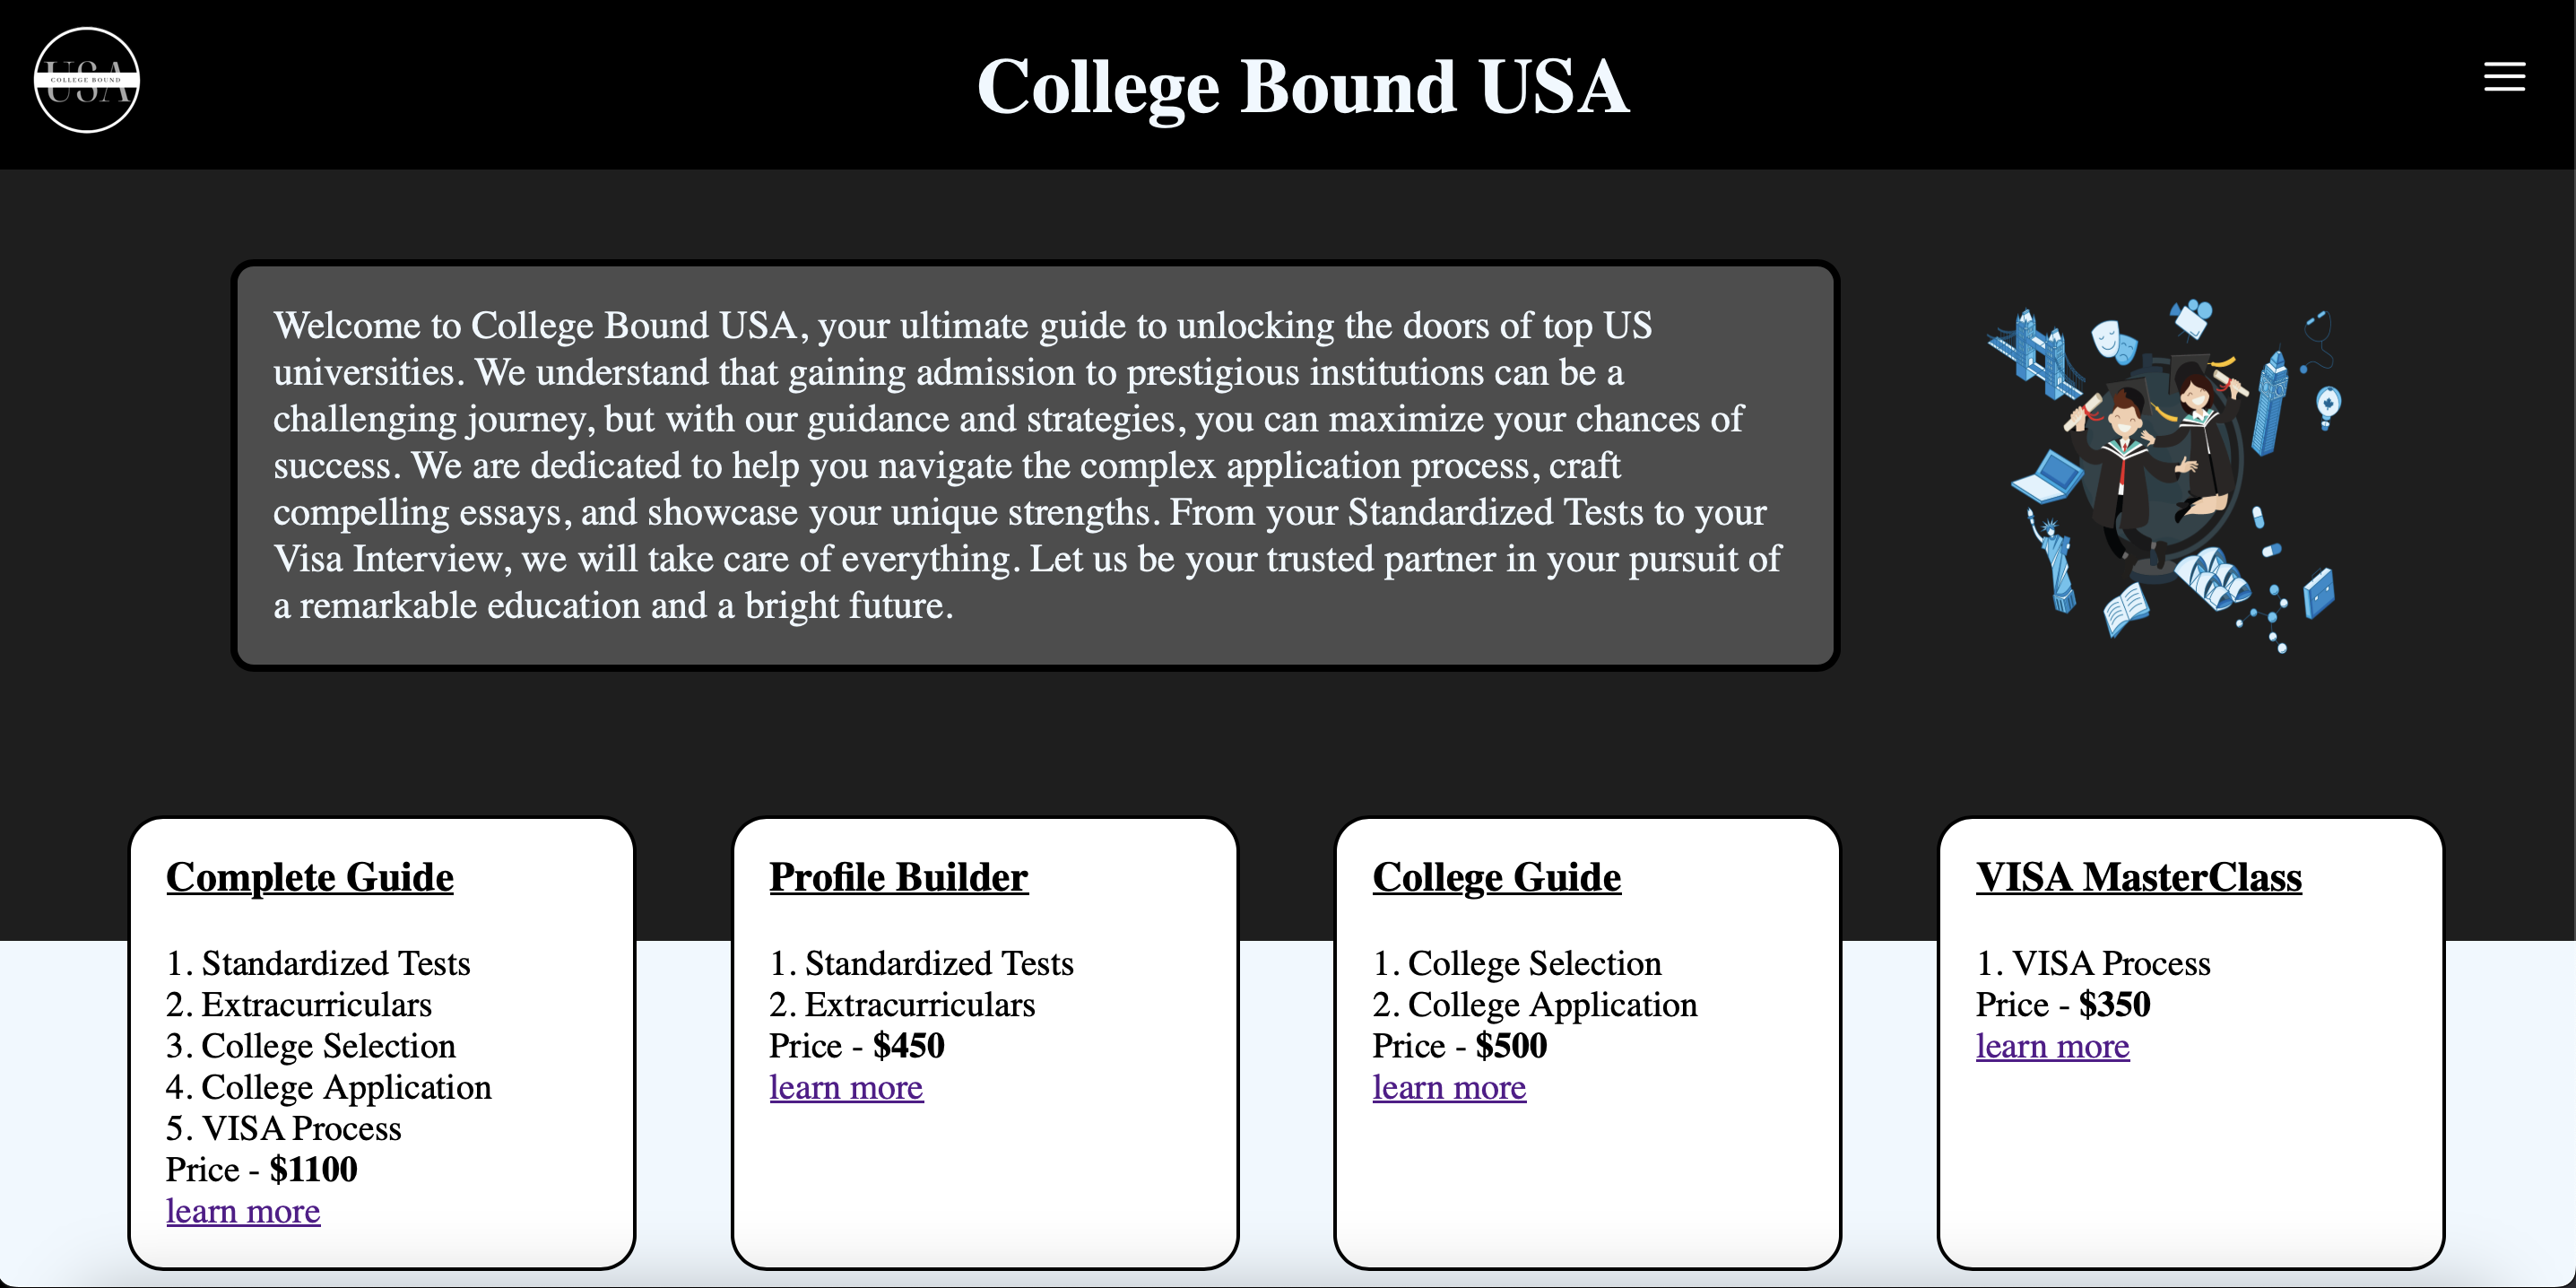 USA
COLLEGE BOUND
College Bound USA
Welcome to College Bound USA, your ultimate guide to unlocking the doors of top US
universities. We understand that gaining admission to prestigious institutions can be a
challenging journey, but with our guidance and strategies, you can maximize your chances of
success. We are dedicated to help you navigate the complex application process, craft
compelling essays, and showcase your unique strengths. From your Standardized Tests to your
Visa Interview, we will take care of everything. Let us be your trusted partner in your pursuit of
a remarkable education and a bright future.
Complete Guide
1. Standardized Tests
2. Extracurriculars
3. College Selection
4. College Application
5. VISA Process
Price - $1100
learn more
Profile Builder
1. Standardized Tests
2. Extracurriculars
Price - $450
learn more
College Guide
1. College Selection
2. College Application
Price - $500
learn more
VISA MasterClass
1. VISA Process
Price - $350
learn more